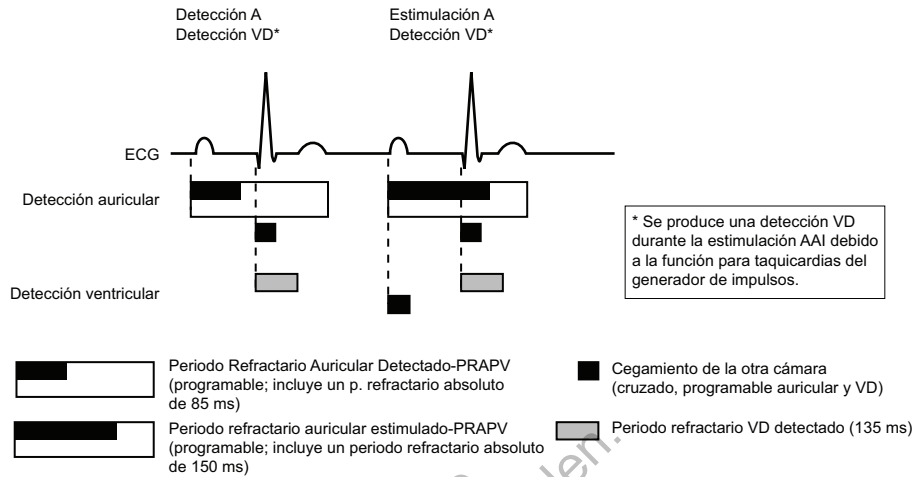 Detección A
Detección VD*
Estimulación A
Detección VD*
ECG
Detección auricular
* Se produce una detección VD
durante la estimulación AAI debido
a la función para taquicardias del
generador de impulsos.
Detección ventricular
Periodo Refractario Auricular Detectado-PRAPV
(programable; incluye un p. refractario absoluto
de 85 ms)
Cegamiento de la otra cámara
(cruzado, programable auricular y VD)
Periodo refractario auricular estimulado-PRAPV
(programable; incluye un periodo refractario absoluto
de 150 ms)
Periodo refractario VD detectado (135 ms)